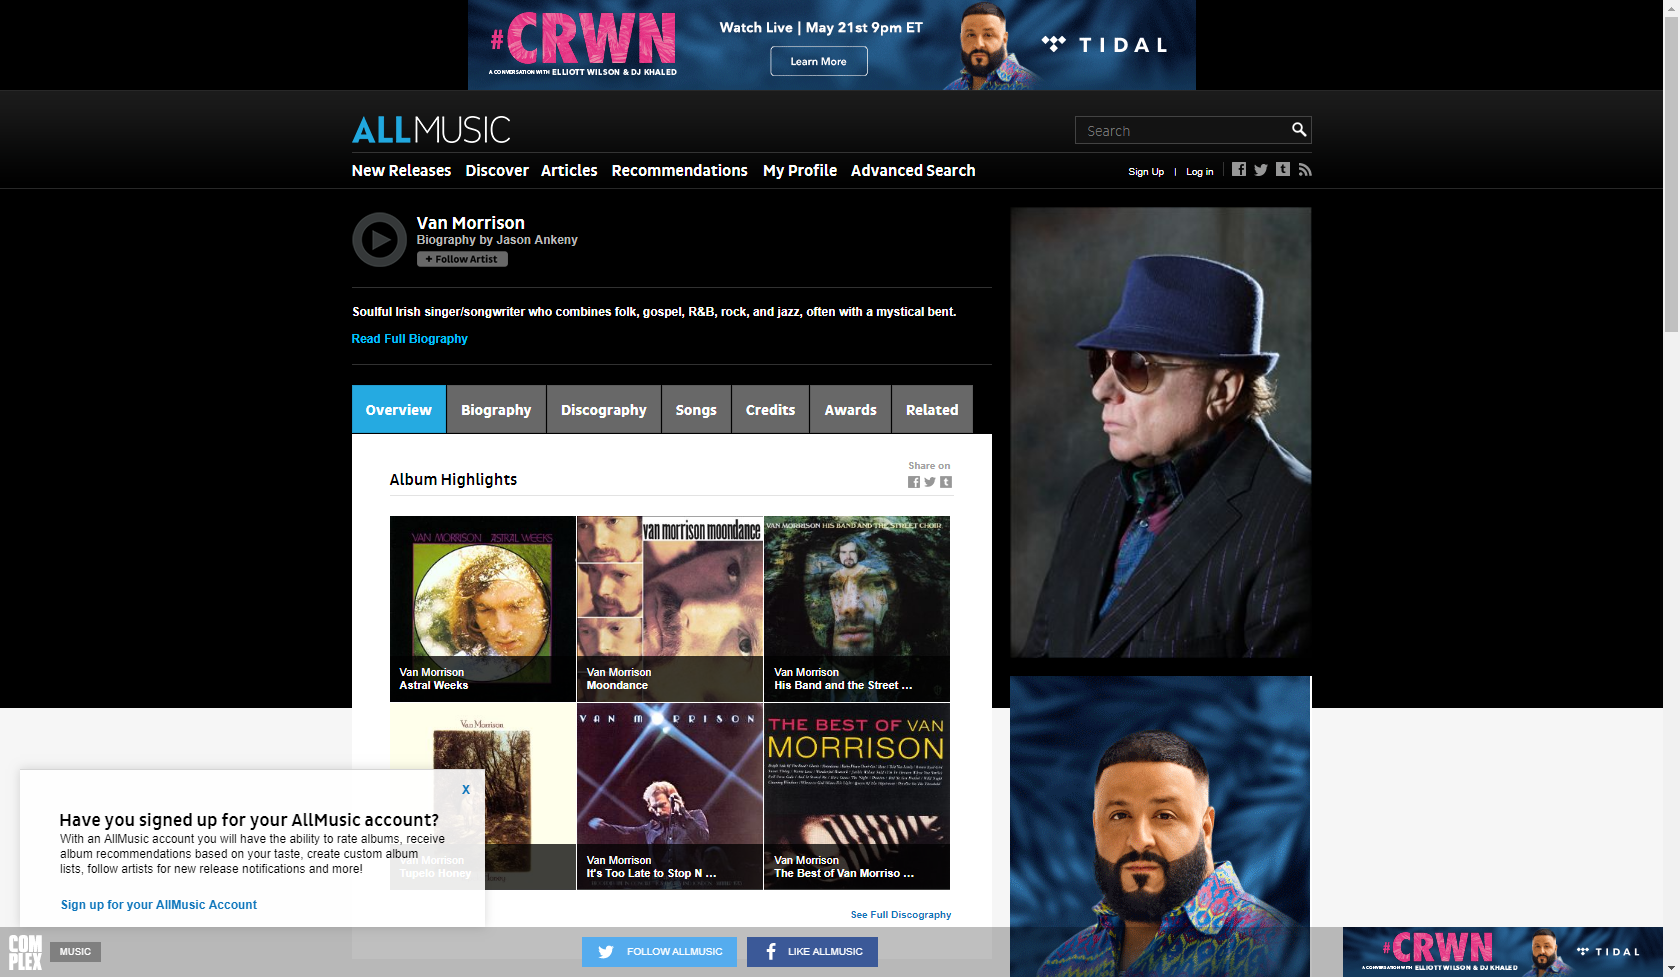 #CRWN
A CONVERSATION WITH ELLIOTT WILSON & DJ KHALED
Watch Live | May 21st 9pm ET
Learn More
TIDAL
ALLMUSIC
Search
New Releases Discover Articles Recommendations My Profile Advanced Search
Sign Up | Log in
Van Morrison
Biography by Jason Ankeny
+ Follow Artist
Soulful Irish singer/songwriter who combines folk, gospel, R&B, rock, and jazz, often with a mystical bent.
Read Full Biography
Overview Biography Discography Songs Credits Awards Related
Share on
Album Highlights
VAN MORRISON ASTRAL WEEKS
van morrison moondance
VAN MORRISON HIS BAND AND THE STREET CHOIR
Van Morrison
Astral Weeks
Van Morrison
Moondance
Van Morrison
His Band and the Street ...
Van Morrison
VAN MORRISON
THE BEST OF VAN
MORRISON
Van Morrison
Tupelo Honey
Van Morrison
It's Too Late to Stop N ...
Van Morrison
The Best of Van Morriso ...
See Full Discography
X
Have you signed up for your AllMusic account?
With an AllMusic account you will have the ability to rate albums, receive
album recommendations based on your taste, create custom album
lists, follow artists for new release notifications and more!
Sign up for your AllMusic Account
COM
PLEX
MUSIC
FOLLOW ALLMUSIC
LIKE ALLMUSIC
#CRWN
A CONVERSATION WITH ELLIOTT WILSON & DJ KHALED
TIDAL